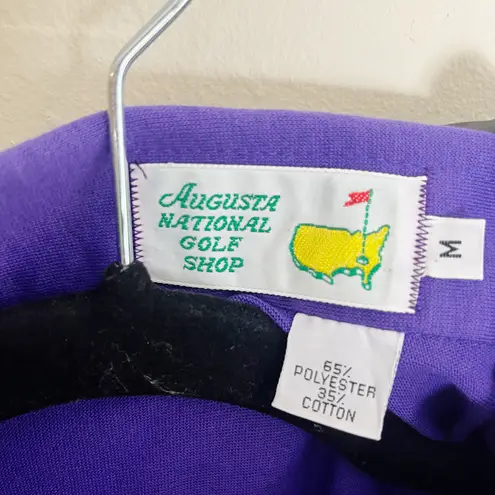 AUGUSTA
NATIONAL
GOLF
SHOP
M
65%
POLYESTER
35%
COTTON